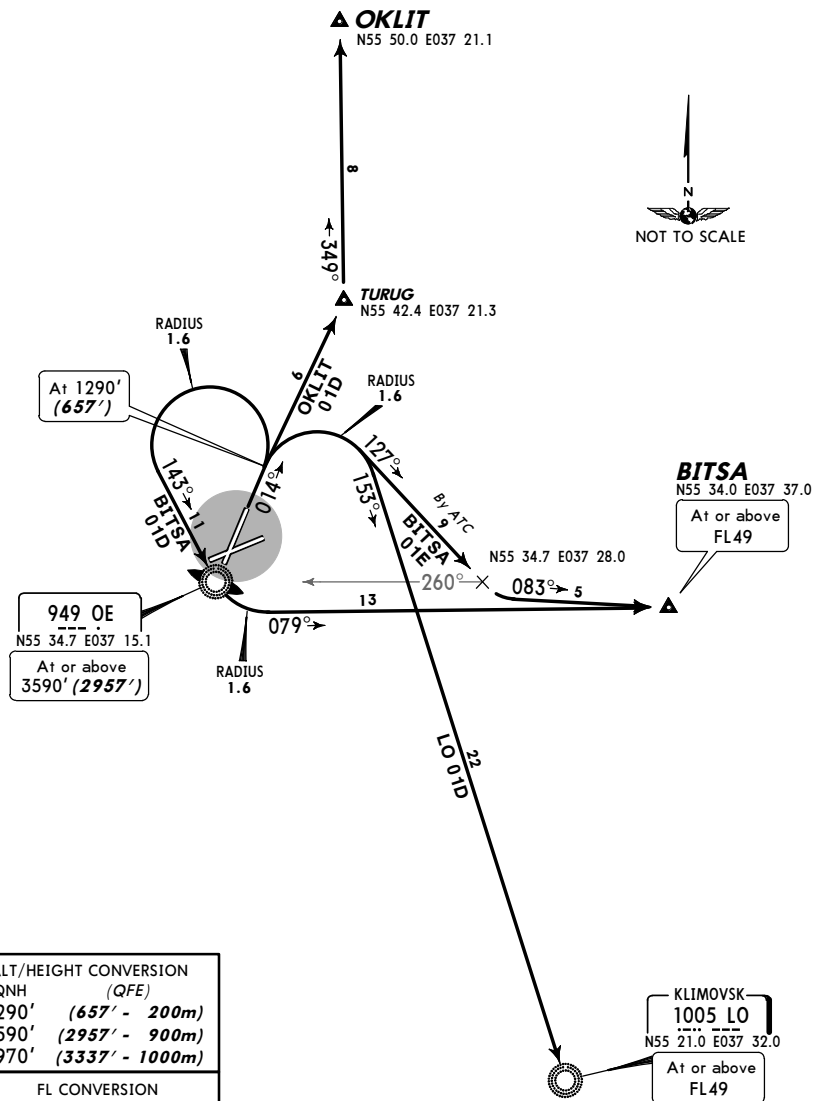 OKLIT
N55 50.0 E037 21.1
8
N
NOT TO SCALE
349°
TURUG
N55 42.4 E037 21.3
RADIUS
1.6
6
OKLIT
01D
RADIUS
1.6
At 1290'
(657')
014°
127°
153°
143°
11
BITSA
01D
By ATC
9
BITSA
01E
BITSA
N55 34.0 E037 37.0
At or above
FL49
N55 34.7 E037 28.0
260°
083°
5
13
079°
949 OE
N55 34.7 E037 15.1
At or above
3590' (2957')
RADIUS
1.6
22
LO 01D
ALT/HEIGHT CONVERSION
QNH (QFE)
290' (657' - 200m)
590' (2957' - 900m)
970' (3337' - 1000m)
FL CONVERSION
KLIMOVSK
1005 LO
N55 21.0 E037 32.0
At or above
FL49